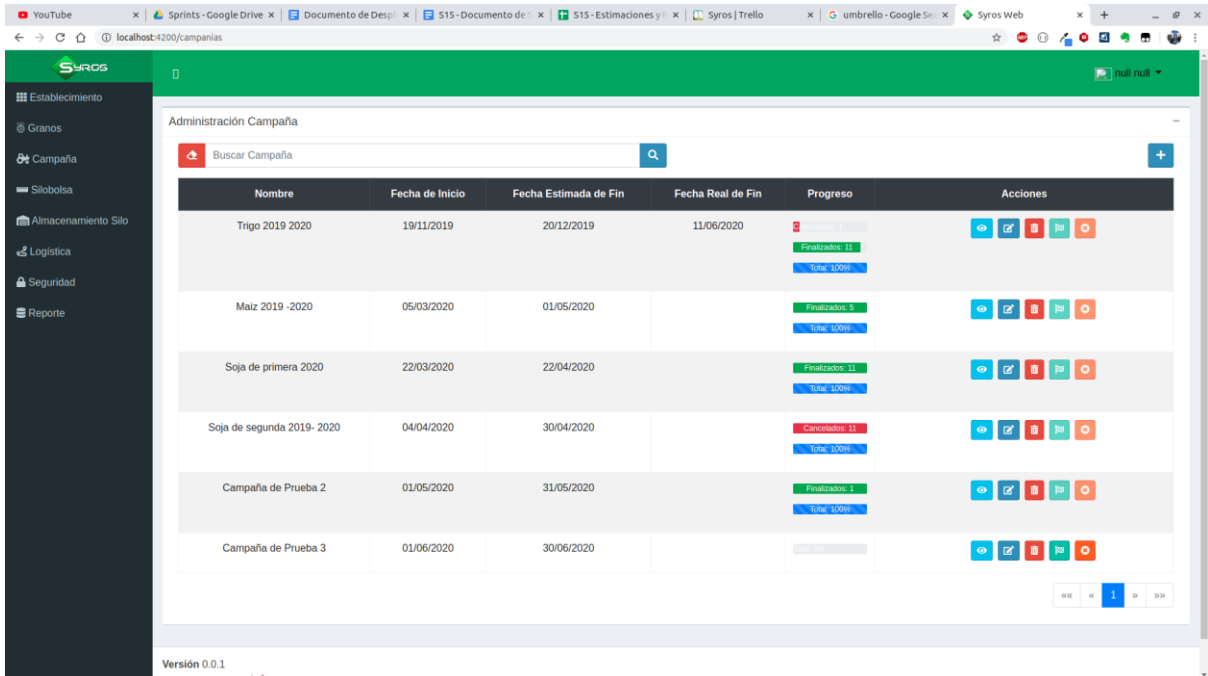 YouTube
Sprints - Google Drive
Documento de Despl
S15 - Documento de
S15 - Estimaciones y
Syros | Trello
umbrello - Google Se
Syros Web
localhost:4200/campanias
SYROS
null null
Establecimiento
Granos
Campaña
Silobolsa
Almacenamiento Silo
Logística
Seguridad
Reporte
Administración Campaña
Buscar Campaña
Nombre Fecha de Inicio Fecha Estimada de Fin Fecha Real de Fin Progreso Acciones
Trigo 2019 2020 19/11/2019 20/12/2019 11/06/2020
Finalizados: 11
Total: 100%
Maiz 2019 -2020 05/03/2020 01/05/2020 Finalizados: 5
Total: 100%
Soja de primera 2020 22/03/2020 22/04/2020 Finalizados: 11
Total: 100%
Soja de segunda 2019- 2020 04/04/2020 30/04/2020 Cancelados: 11
Total: 100%
Campaña de Prueba 2 01/05/2020 31/05/2020 Finalizados: 1
Total: 100%
Campaña de Prueba 3 01/06/2020 30/06/2020
«« « 1 » »»
Versión 0.0.1